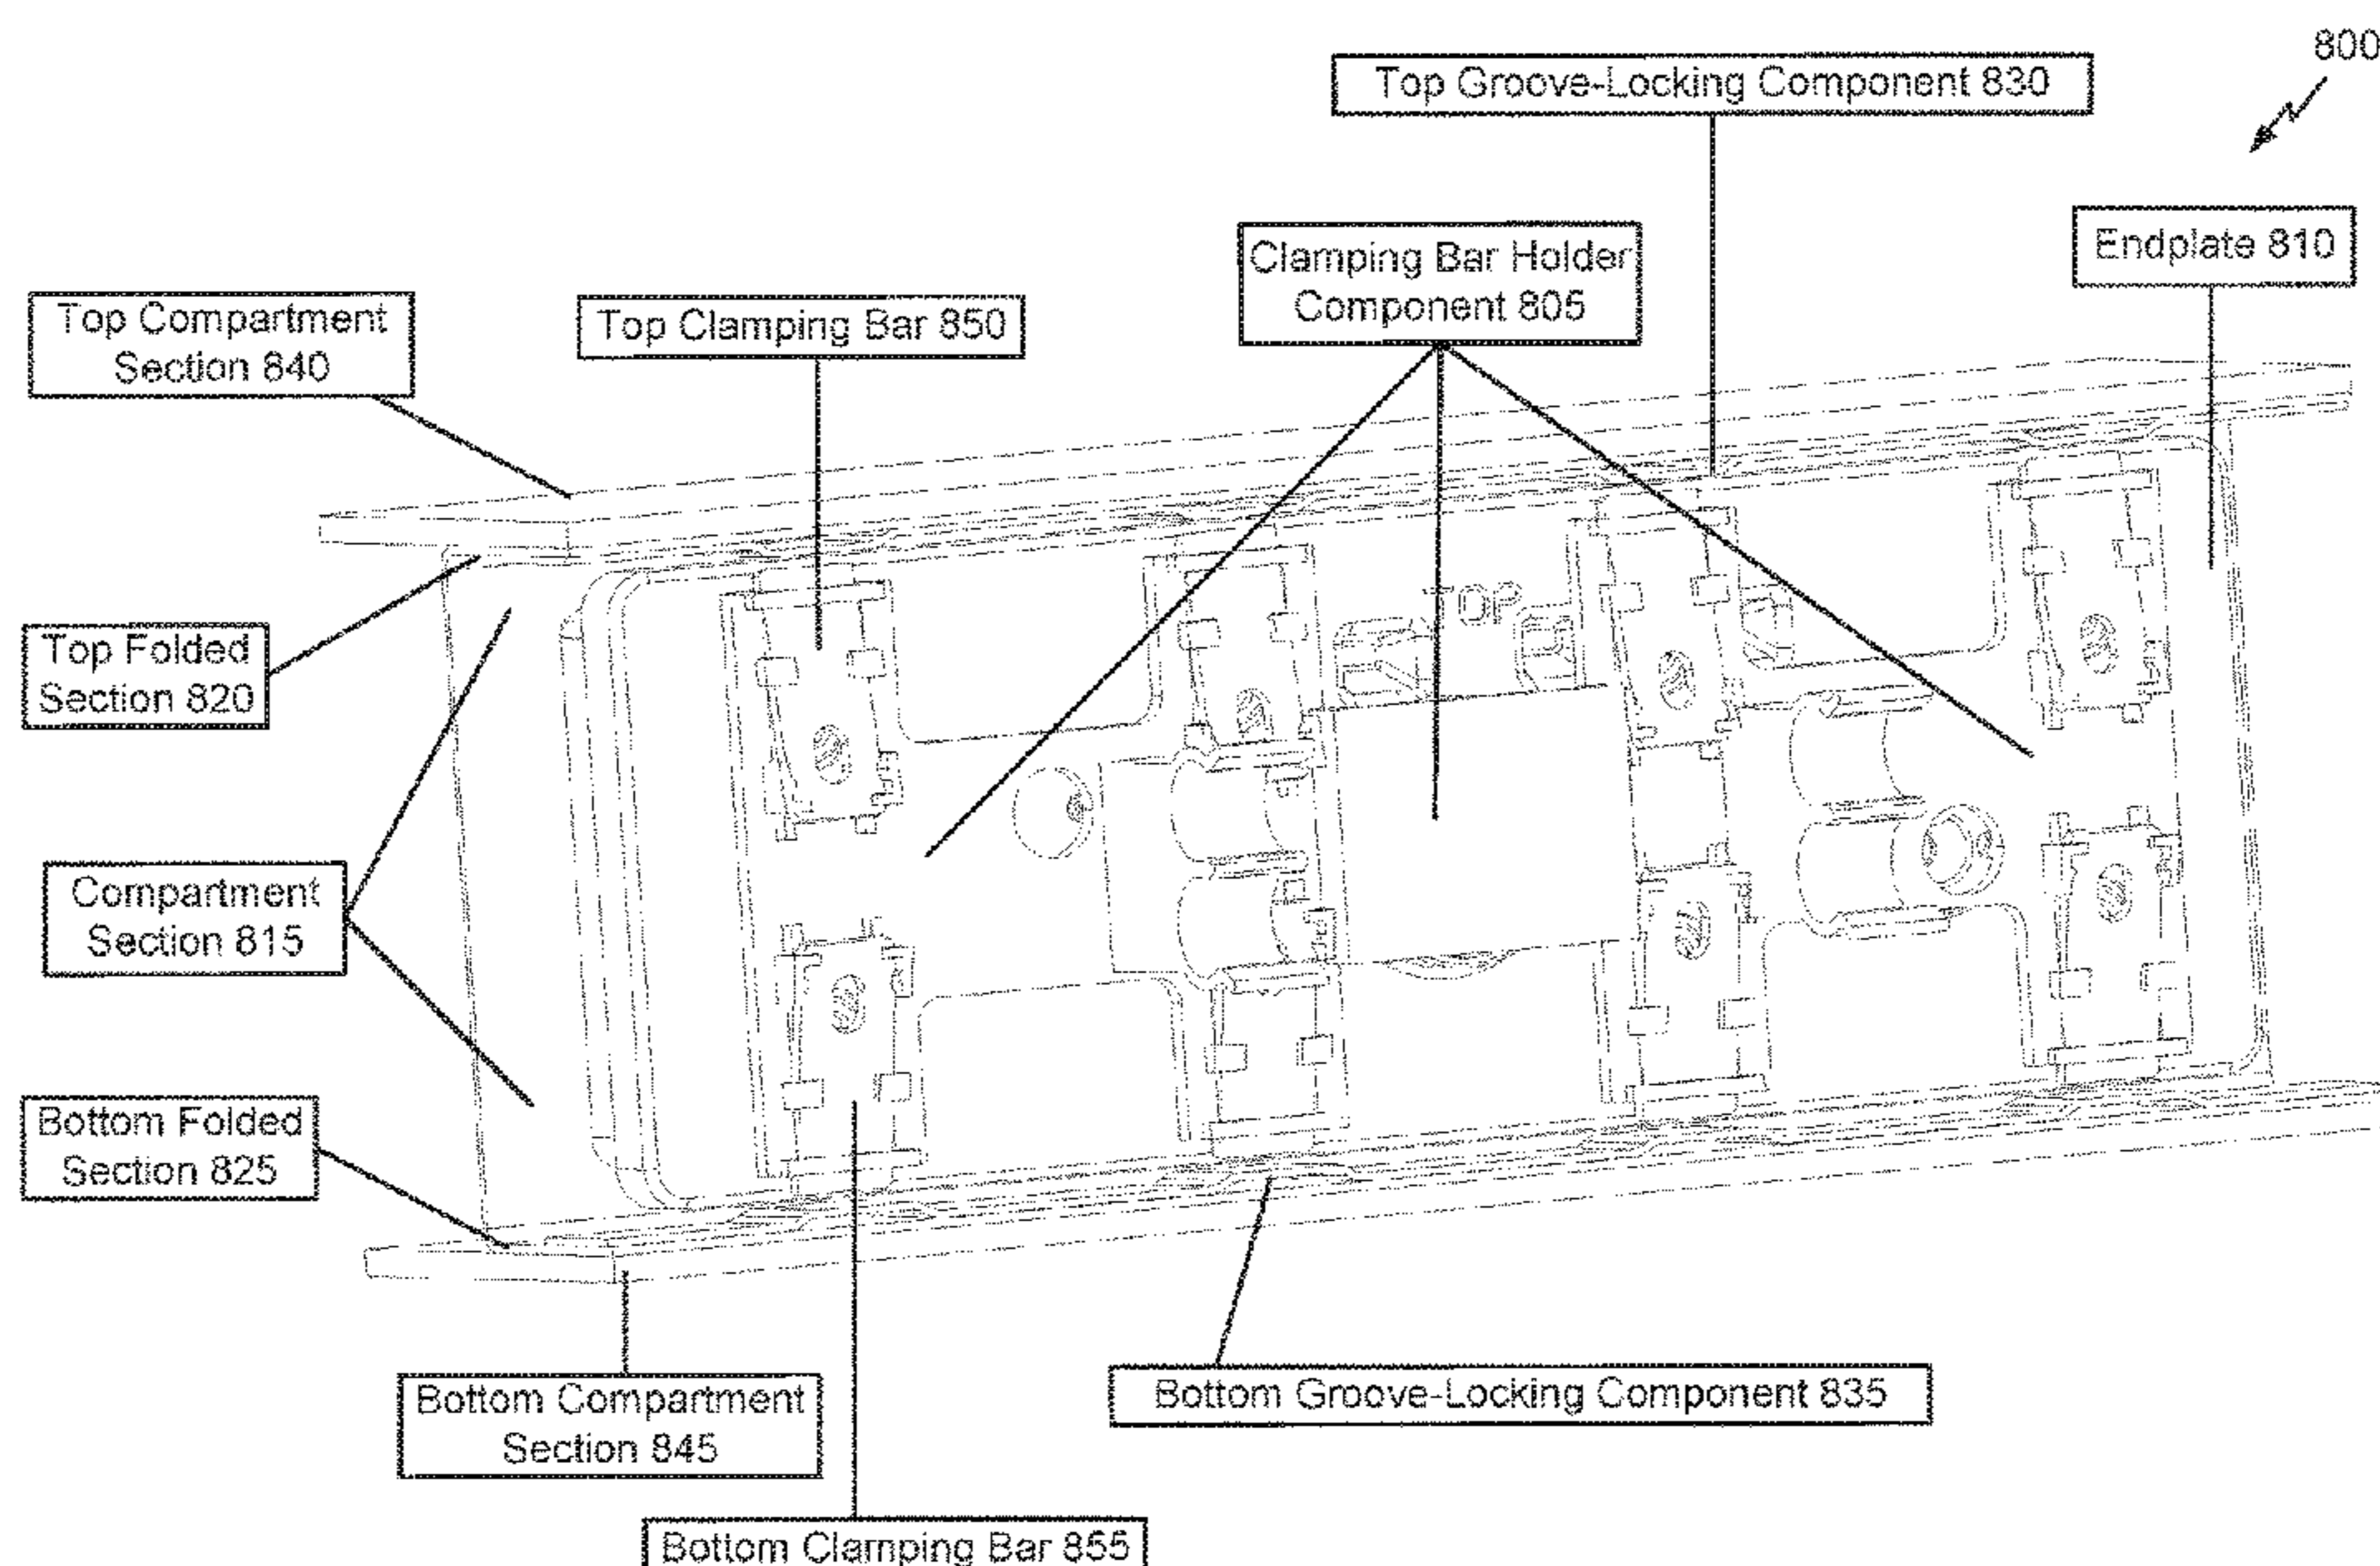 800
Top Groove-Locking Component 830
Endplate 810
Clamping Bar Holder
Component 805
Top Compartment
Section 840
Top Clamping Bar 850
TOP
Top Folded
Section 820
Compartment
Section 815
Bottom Folded
Section 825
Bottom Compartment
Section 845
Bottom Groove-Locking Component 835
Bottom Clamping Bar 855